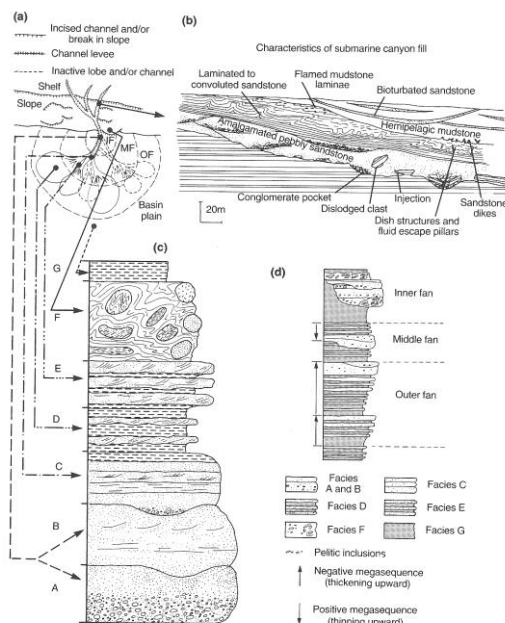 (a)
Incised channel and/or
break in slope
Channel levee
Inactive lobe and/or channel
Shelf
Slope
IF
MF
OF
Basin
plain
(b)
Characteristics of submarine canyon fill
Laminated to
convoluted sandstone
Flamed mudstone
laminae
Bioturbated sandstone
Hemipelagic mudstone
Amalgamated pebbly sandstone
20m
Conglomerate pocket
Dislodged clast
Injection
Dish structures and
fluid escape pillars
Sandstone
dikes
(c)
G
F
E
D
C
B
A
(d)
Inner fan
Middle fan
Outer fan
Facies
A and B
Facies C
Facies D
Facies E
Facies F
Facies G
Pelitic inclusions
Negative megasequence
(thickening upward)
Positive megasequence
(thinning upward)